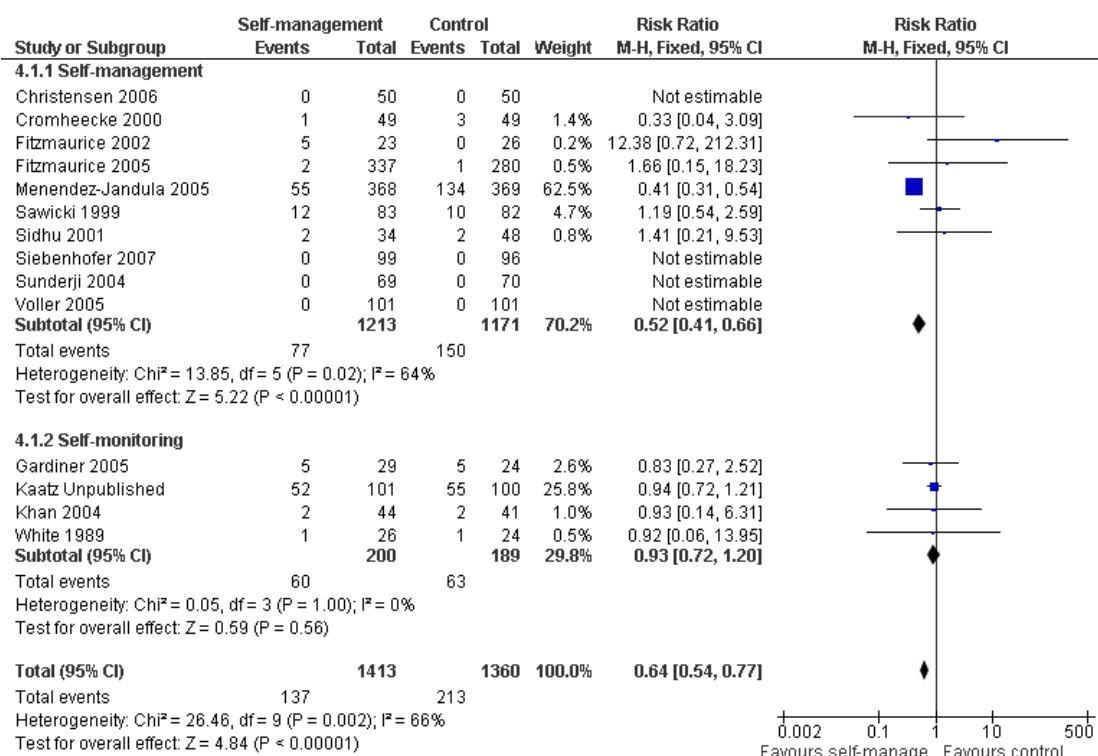 Self-management Control Risk Ratio Risk Ratio
Study or Subgroup Events Total Events Total Weight M-H, Fixed, 95% CI M-H, Fixed, 95% CI
4.1.1 Self-management
Christensen 2006 0 50 0 50 Not estimable
Cromheecke 2000 1 49 3 49 1.4% 0.33 [0.04, 3.09]
Fitzmaurice 2002 5 23 0 26 0.2% 12.38 [0.72, 212.31]
Fitzmaurice 2005 2 337 1 280 0.5% 1.66 [0.15, 18.23]
Menendez-Jandula 2005 55 368 134 369 62.5% 0.41 [0.31, 0.54]
Sawicki 1999 12 83 10 82 4.7% 1.19 [0.54, 2.59]
Sidhu 2001 2 34 2 48 0.8% 1.41 [0.21, 9.53]
Siebenhofer 2007 0 99 0 96 Not estimable
Sunderji 2004 0 69 0 70 Not estimable
Voller 2005 0 101 0 101 Not estimable
Subtotal (95% CI) 1213 1171 70.2% 0.52 [0.41, 0.66]
Total events 77 150
Heterogeneity: Chi² = 13.85, df = 5 (P = 0.02); I² = 64%
Test for overall effect: Z = 5.22 (P < 0.00001)
4.1.2 Self-monitoring
Gardiner 2005 5 29 5 24 2.6% 0.83 [0.27, 2.52]
Kaatz Unpublished 52 101 55 100 25.8% 0.94 [0.72, 1.21]
Khan 2004 2 44 2 41 1.0% 0.93 [0.14, 6.31]
White 1989 1 26 1 24 0.5% 0.92 [0.06, 13.95]
Subtotal (95% CI) 200 189 29.8% 0.93 [0.72, 1.20]
Total events 60 63
Heterogeneity: Chi² = 0.05, df = 3 (P = 1.00); I² = 0%
Test for overall effect: Z = 0.59 (P = 0.56)
Total (95% CI) 1413 1360 100.0% 0.64 [0.54, 0.77]
Total events 137 213
Heterogeneity: Chi² = 26.46, df = 9 (P = 0.002); I² = 66%
Test for overall effect: Z = 4.84 (P < 0.00001)
0.002 0.1 1 10 500
Favours self-manage Favours control